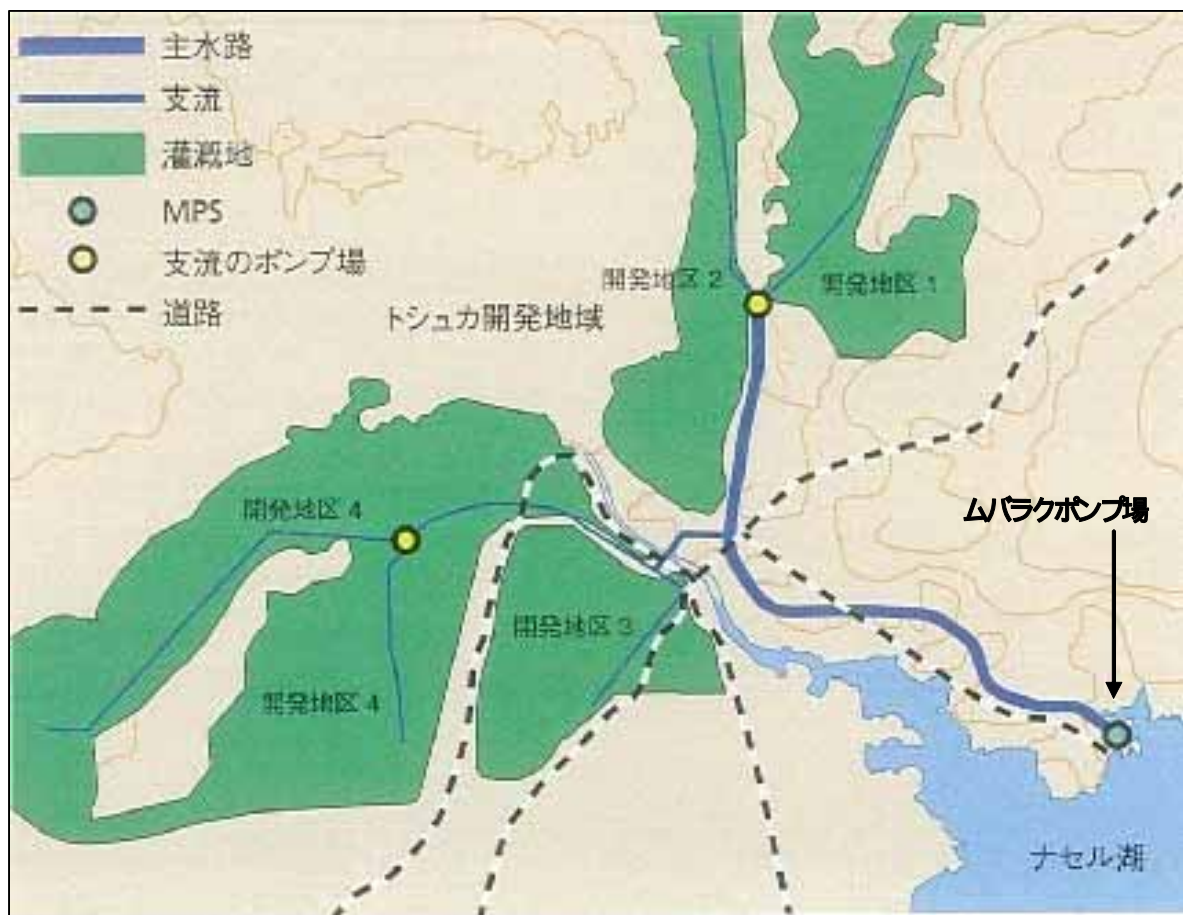 主水路
支流
灌漑地
MPS
支流のポンプ場
道路
開発地区 2
開発地区 1
トシュカ開発地域
開発地区 4
ムバラクポンプ場
開発地区 3
開発地区 4
ナセル湖